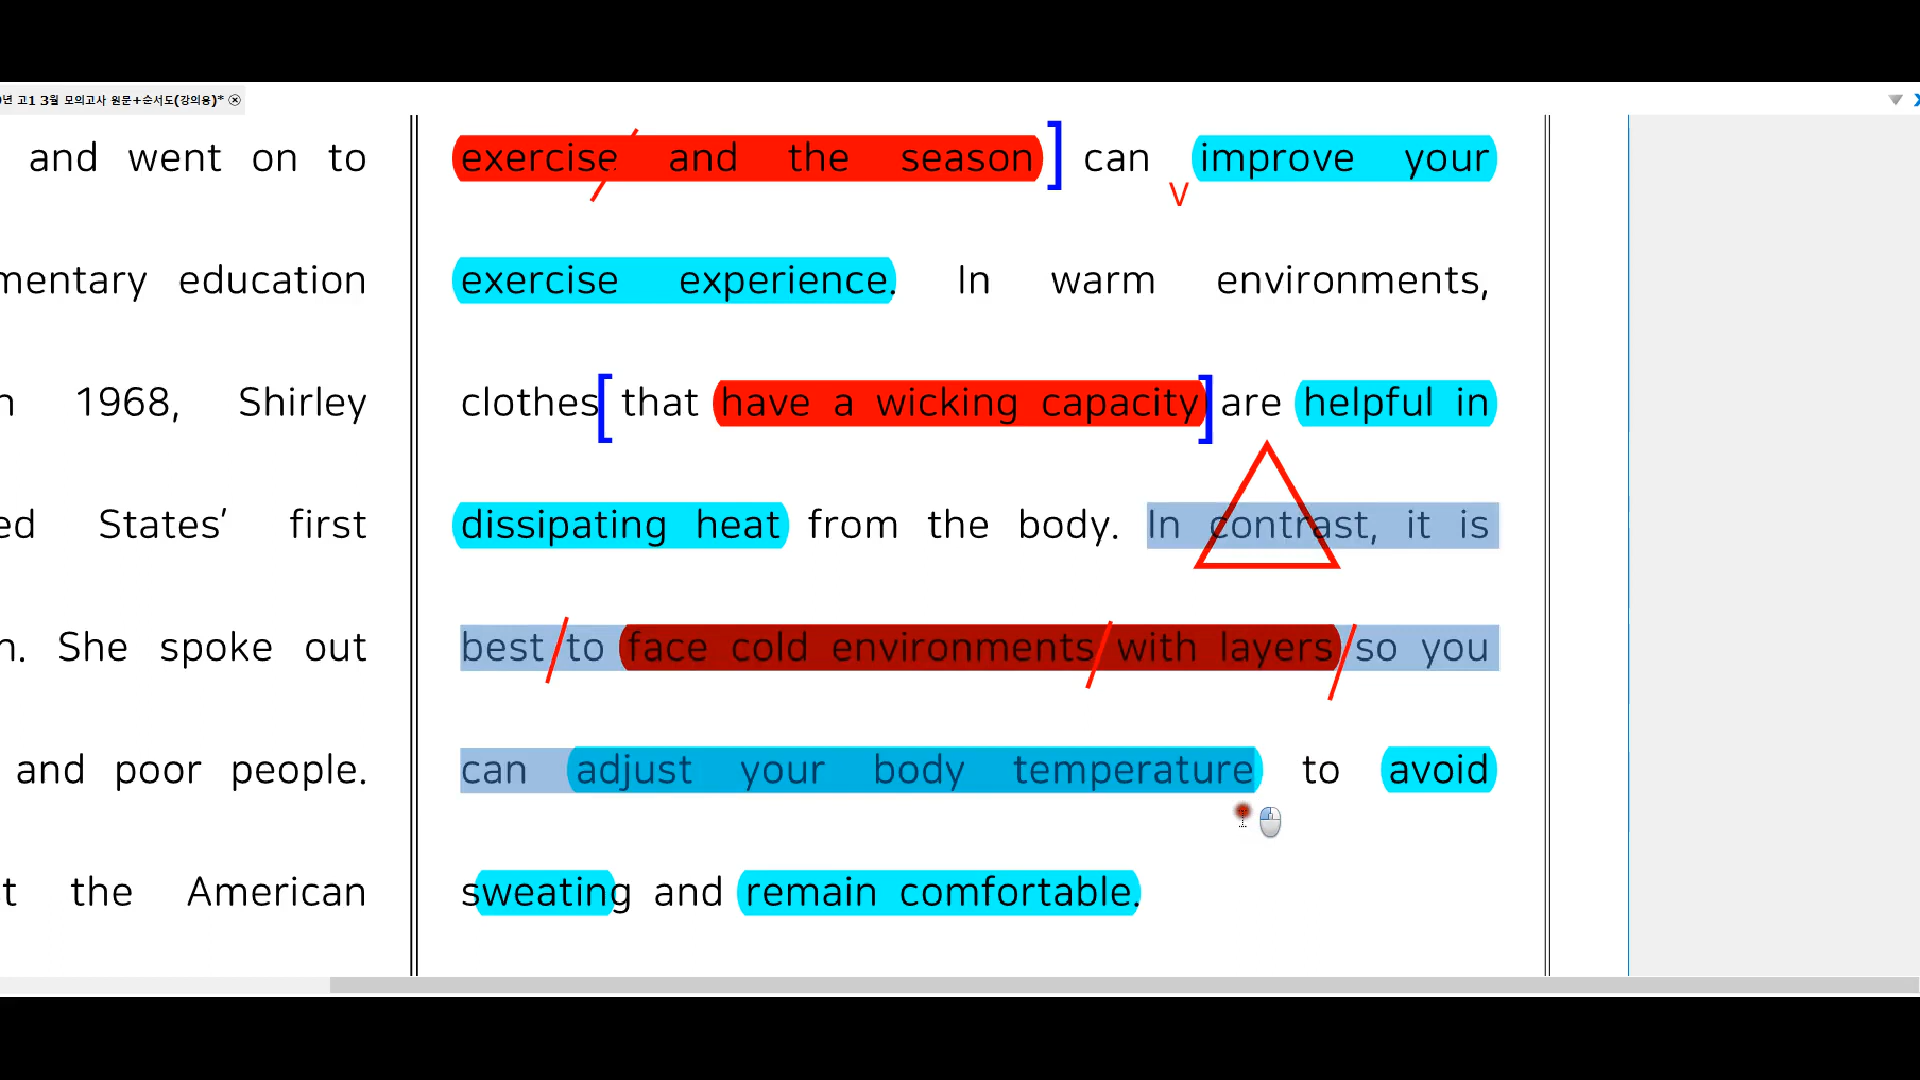 년 고1 3월 모의고사 원문+순서도(강의용)*
and went on to
mentary education
1968, Shirley
ed States’ first
She spoke out
and poor people.
t the American
exercise and the season] can improve your
v
exercise experience. In warm environments,
clothes[ that have a wicking capacity] are helpful in
dissipating heat from the body. In contrast, it is
best / to face cold environments / with layers / so you
can adjust your body temperature to avoid
sweating and remain comfortable.